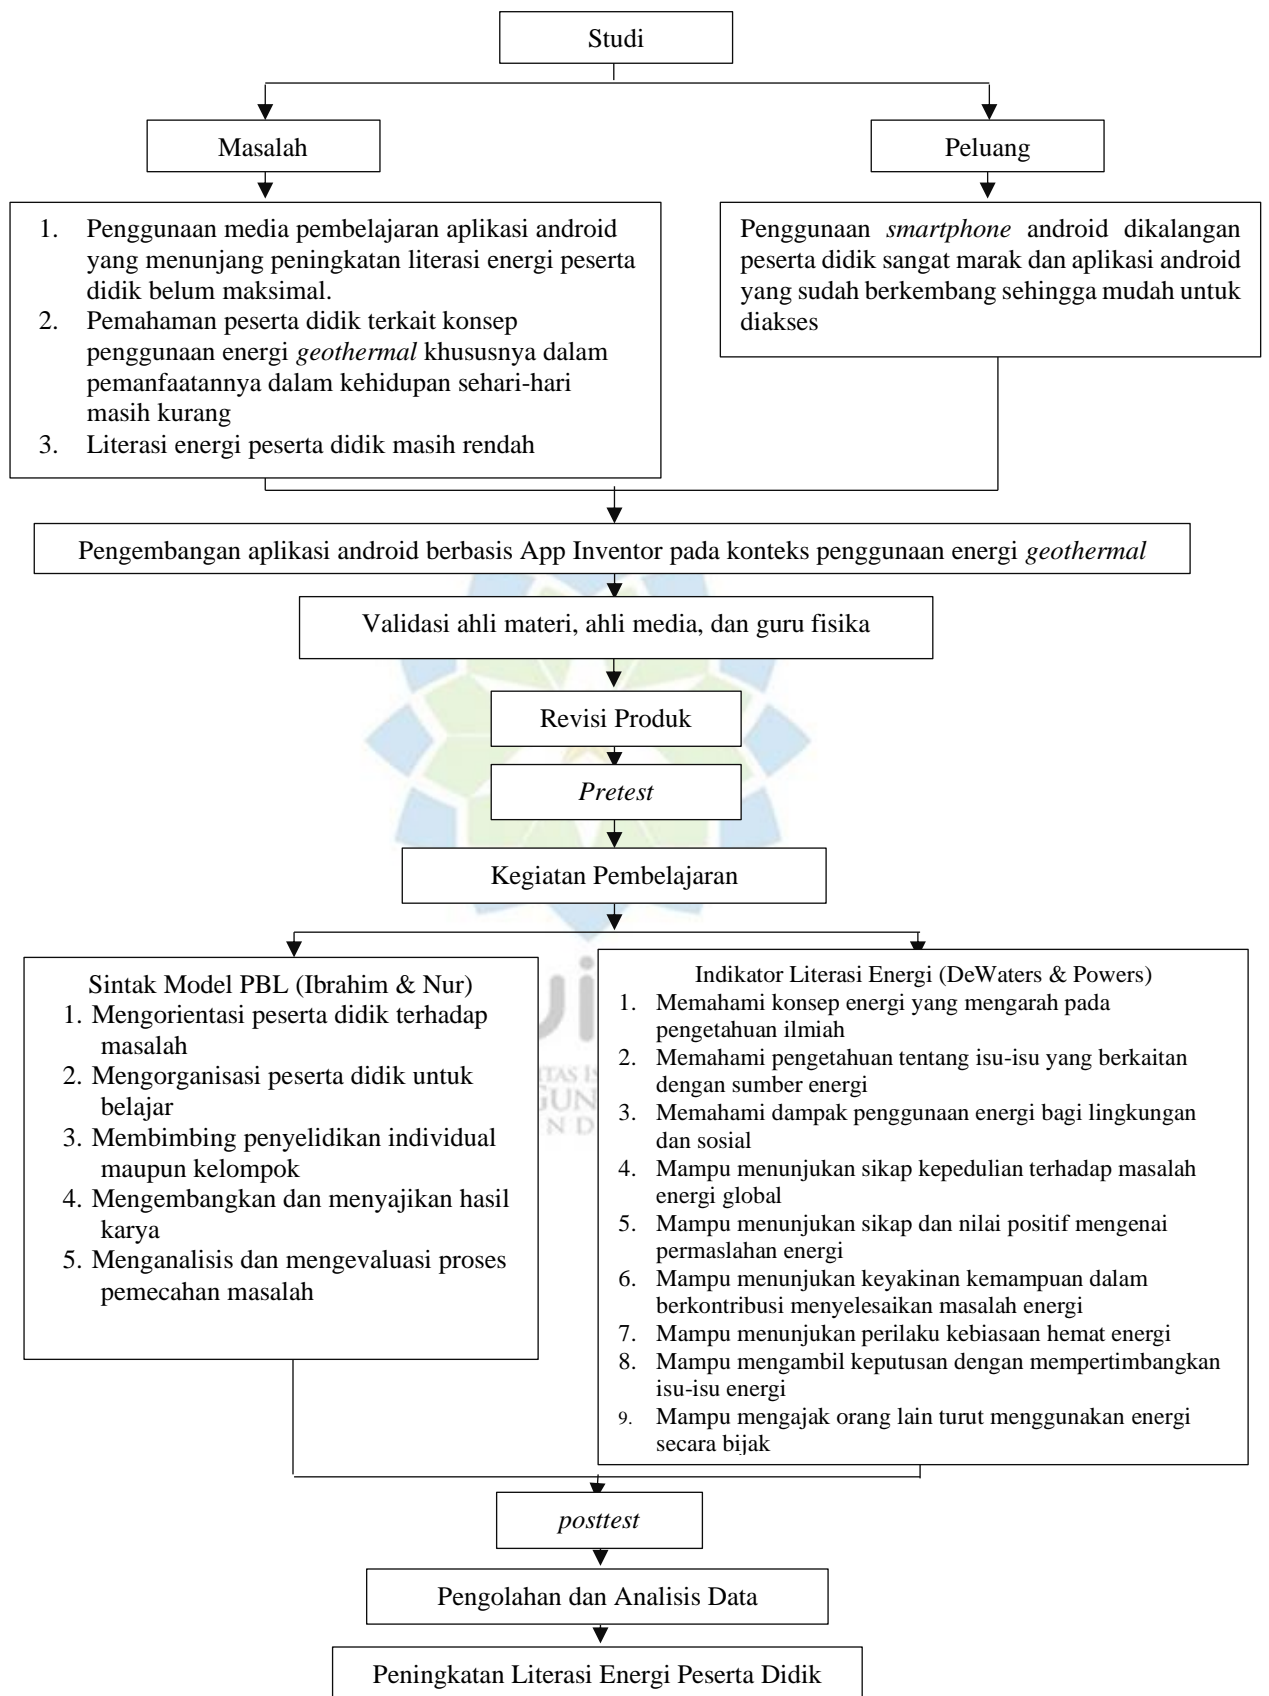 Studi
Masalah
Peluang
1. Penggunaan media pembelajaran aplikasi android
yang menunjang peningkatan literasi energi peserta
didik belum maksimal.
2. Pemahaman peserta didik terkait konsep
penggunaan energi geothermal khususnya dalam
pemanfaatannya dalam kehidupan sehari-hari
masih kurang
3. Literasi energi peserta didik masih rendah
Penggunaan smartphone android dikalangan
peserta didik sangat marak dan aplikasi android
yang sudah berkembang sehingga mudah untuk
diakses
Pengembangan aplikasi android berbasis App Inventor pada konteks penggunaan energi geothermal
Validasi ahli materi, ahli media, dan guru fisika
Revisi Produk
Pretest
Kegiatan Pembelajaran
Sintak Model PBL (Ibrahim & Nur)
1. Mengorientasi peserta didik terhadap
masalah
2. Mengorganisasi peserta didik untuk
belajar
3. Membimbing penyelidikan individual
maupun kelompok
4. Mengembangkan dan menyajikan hasil
karya
5. Menganalisis dan mengevaluasi proses
pemecahan masalah
Indikator Literasi Energi (DeWaters & Powers)
1. Memahami konsep energi yang mengarah pada
pengetahuan ilmiah
2. Memahami pengetahuan tentang isu-isu yang berkaitan
dengan sumber energi
3. Memahami dampak penggunaan energi bagi lingkungan
dan sosial
4. Mampu menunjukan sikap kepedulian terhadap masalah
energi global
5. Mampu menunjukan sikap dan nilai positif mengenai
permaslahan energi
6. Mampu menunjukan keyakinan kemampuan dalam
berkontribusi menyelesaikan masalah energi
7. Mampu menunjukan perilaku kebiasaan hemat energi
8. Mampu mengambil keputusan dengan mempertimbangkan
isu-isu energi
9. Mampu mengajak orang lain turut menggunakan energi
secara bijak
posttest
Pengolahan dan Analisis Data
Peningkatan Literasi Energi Peserta Didik